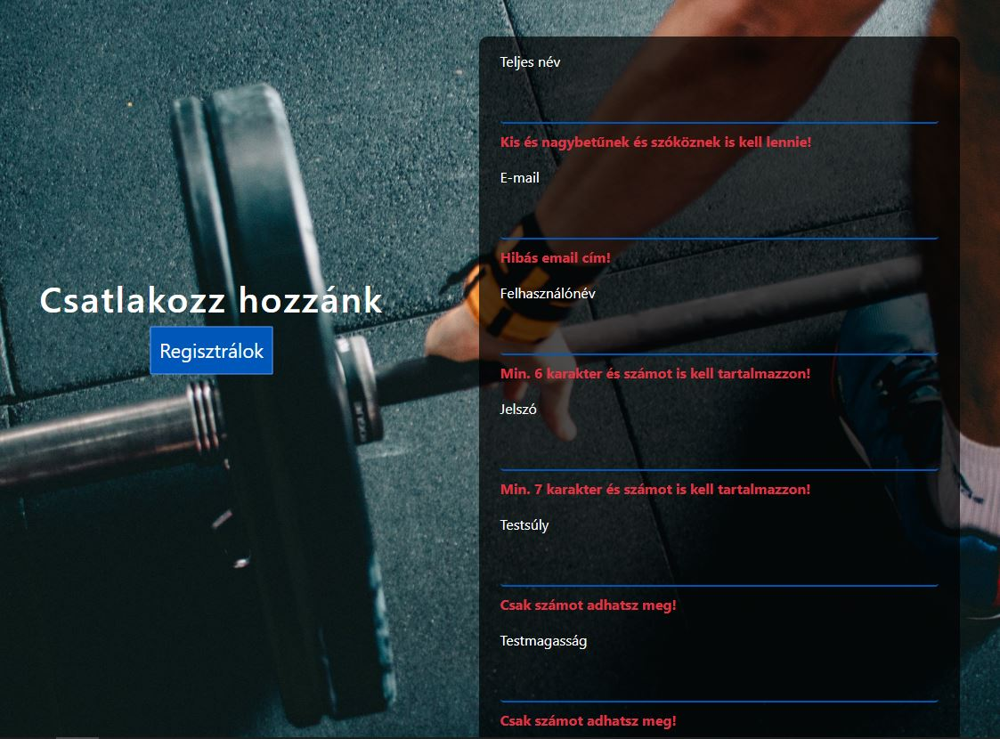 Csatlakozz hozzánk
Regisztrálok
Teljes név
Kis és nagybetűnek és szóköznek is kell lennie!
E-mail
Hibás email cím!
Felhasználónév
Min. 6 karakter és számot is kell tartalmazzon!
Jelszó
Min. 7 karakter és számot is kell tartalmazzon!
Testsúly
Csak számot adhatsz meg!
Testmagasság
Csak számot adhatsz meg!